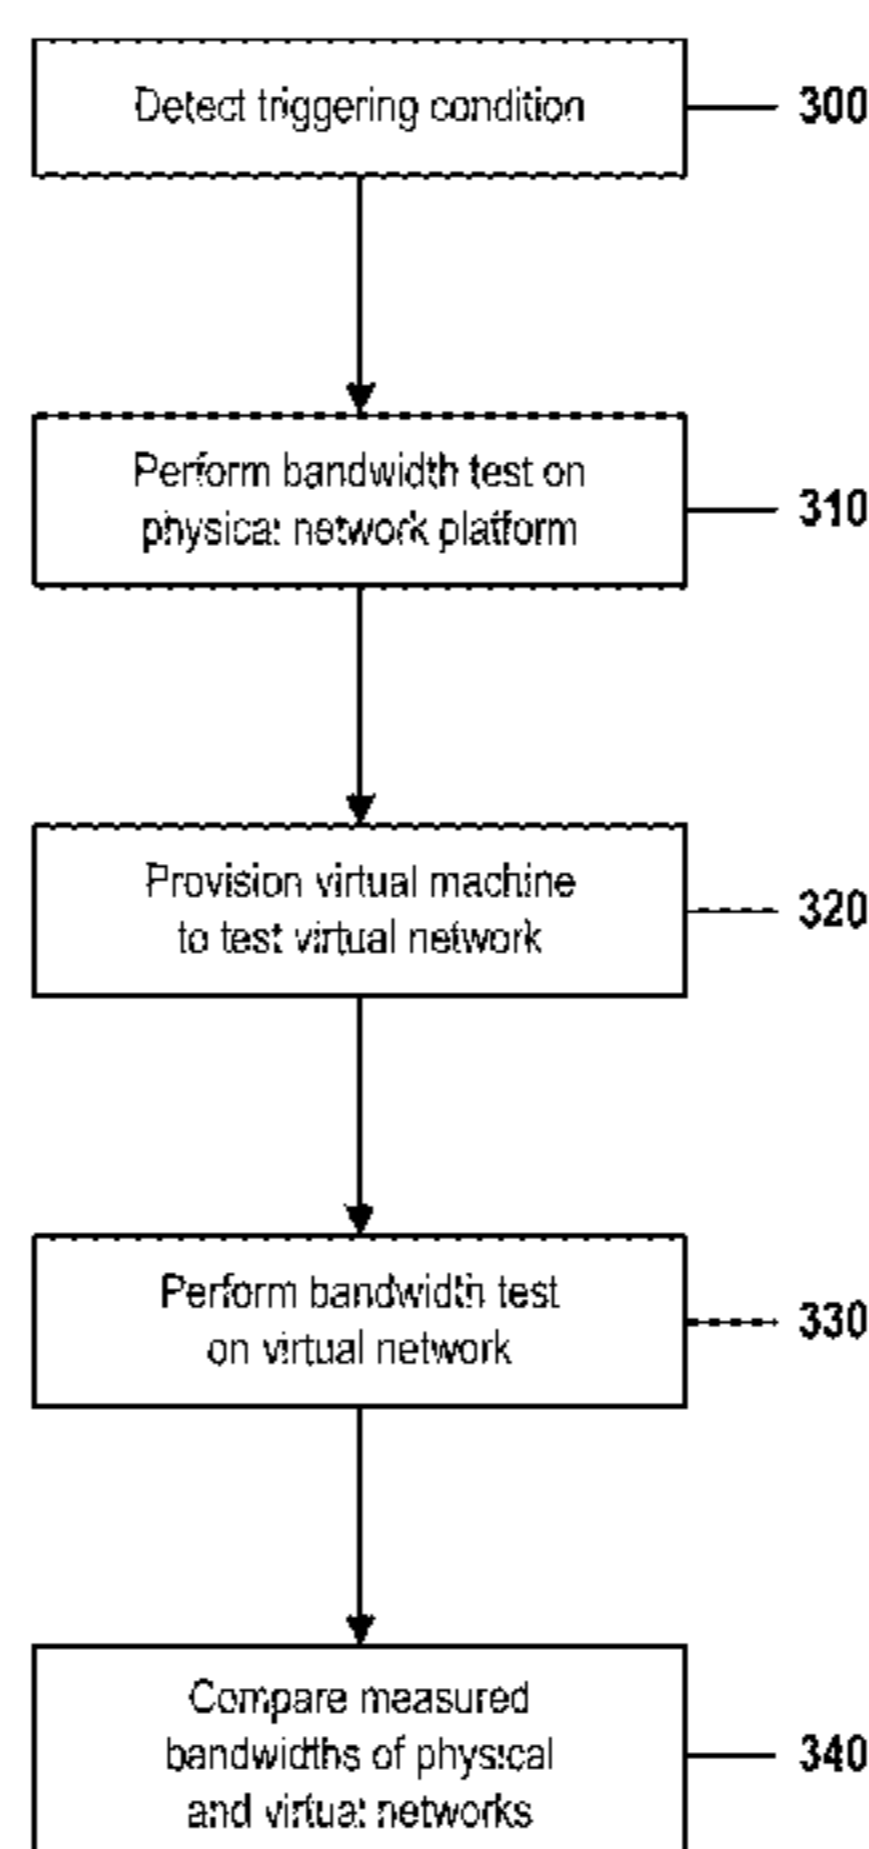 Detect triggering condition
300
Perform bandwidth test on
physical network platform
310
Provision virtual machine
to test virtual network
320
Perform bandwidth test
on virtual network
330
Compare measured
bandwidths of physical
and virtual networks
340